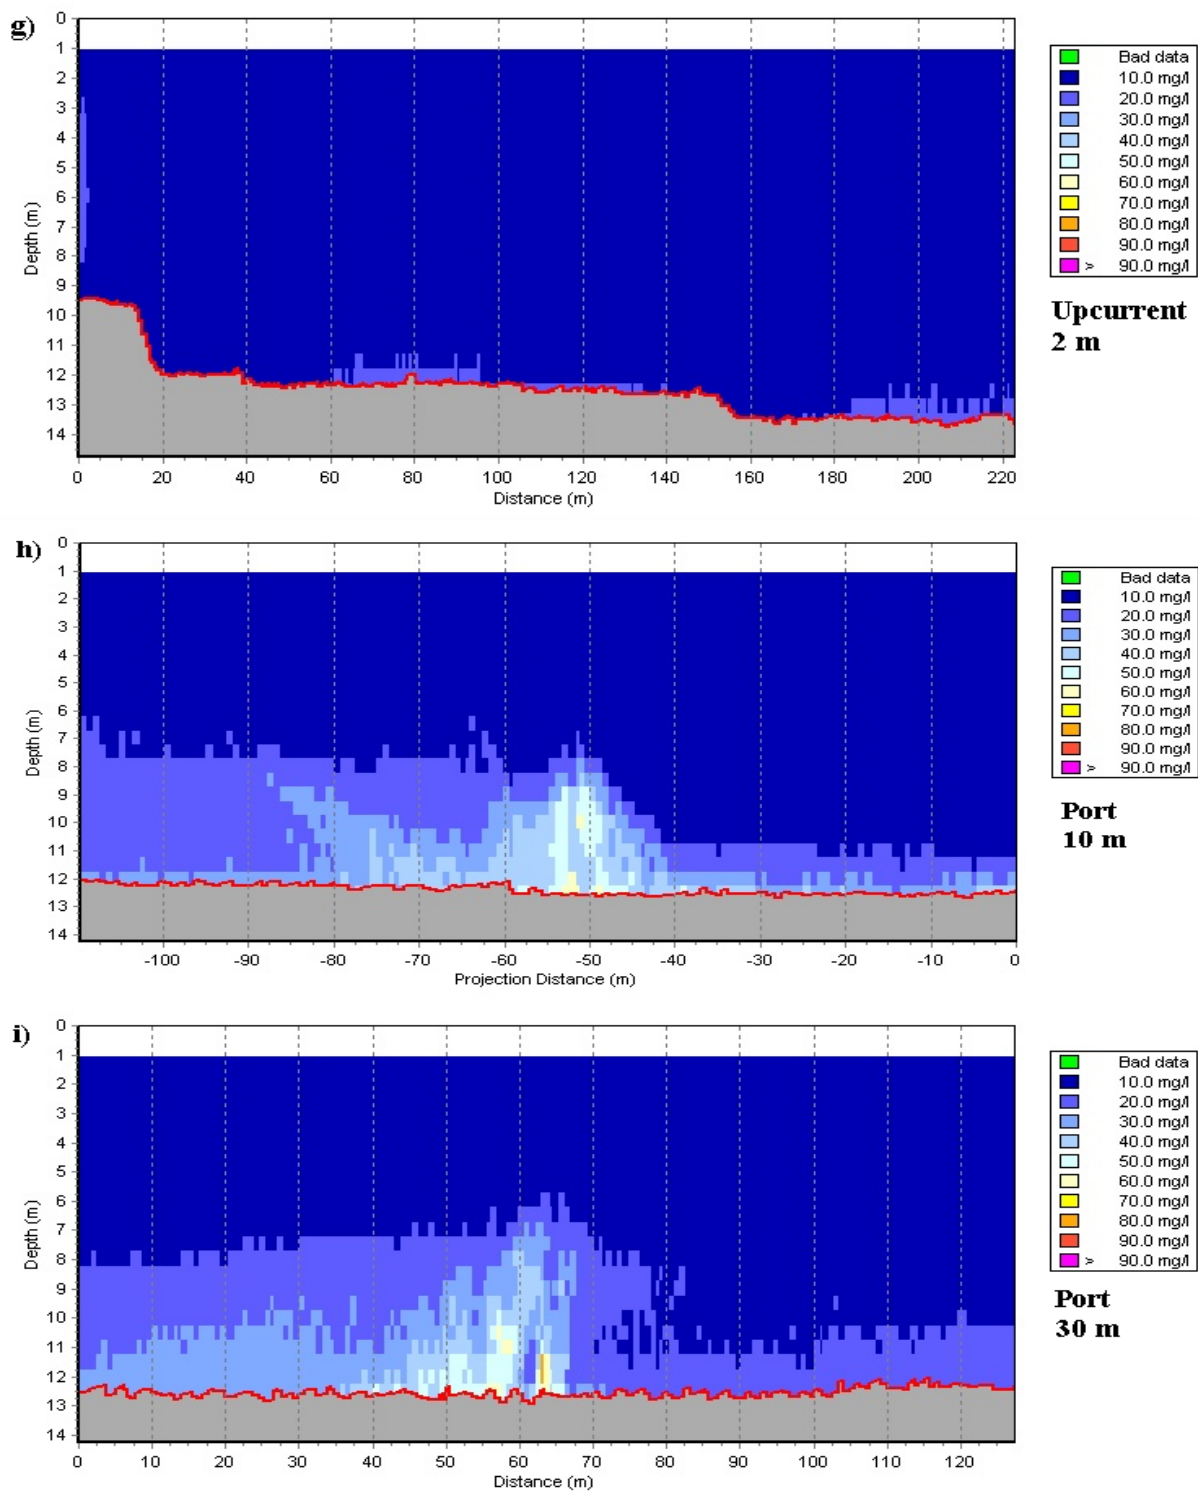 g)
0
1
2
3
4
5
6
7
8
9
10
11
12
13
14
Depth (m)
0 20 40 60 80 100 120 140 160 180 200 220
Distance (m)
Bad data
10.0 mg/l
20.0 mg/l
30.0 mg/l
40.0 mg/l
50.0 mg/l
60.0 mg/l
70.0 mg/l
80.0 mg/l
90.0 mg/l
> 90.0 mg/l
Upcurrent
2 m
h)
0
1
2
3
4
5
6
7
8
9
10
11
12
13
14
Depth (m)
-100 -90 -80 -70 -60 -50 -40 -30 -20 -10 0
Projection Distance (m)
Bad data
10.0 mg/l
20.0 mg/l
30.0 mg/l
40.0 mg/l
50.0 mg/l
60.0 mg/l
70.0 mg/l
80.0 mg/l
90.0 mg/l
> 90.0 mg/l
Port
10 m
i)
0
1
2
3
4
5
6
7
8
9
10
11
12
13
14
Depth (m)
0 10 20 30 40 50 60 70 80 90 100 110 120
Distance (m)
Bad data
10.0 mg/l
20.0 mg/l
30.0 mg/l
40.0 mg/l
50.0 mg/l
60.0 mg/l
70.0 mg/l
80.0 mg/l
90.0 mg/l
> 90.0 mg/l
Port
30 m